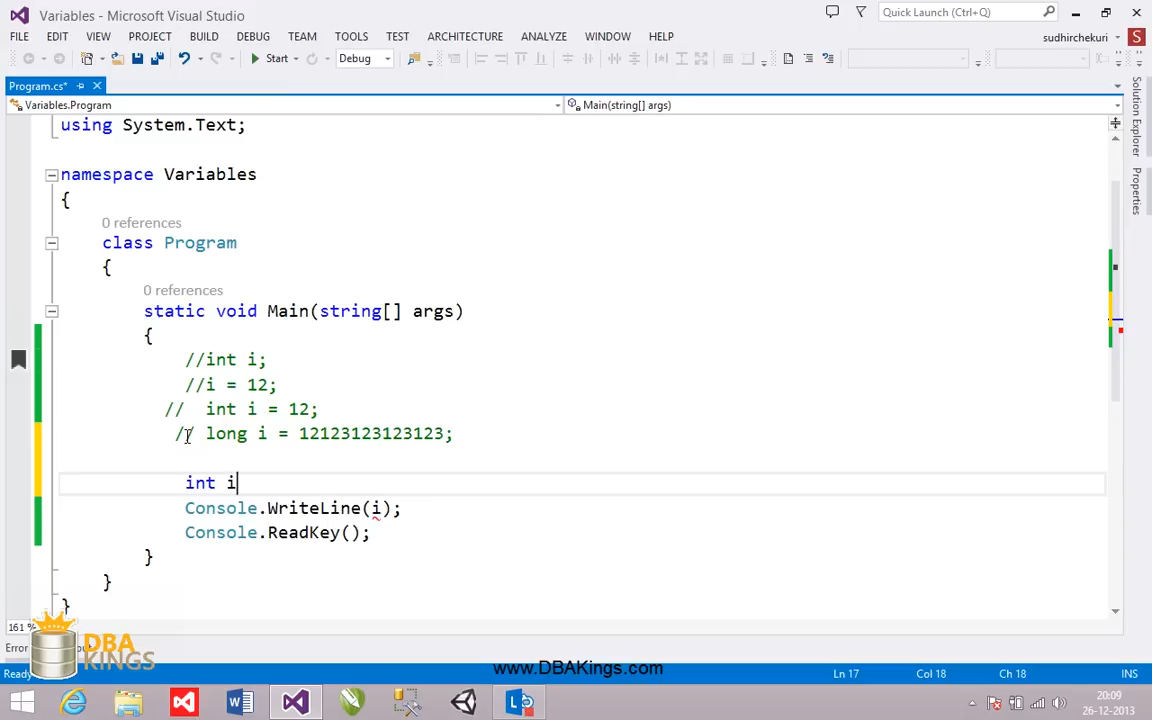 Variables - Microsoft Visual Studio
Quick Launch (Ctrl+Q)
FILE EDIT VIEW PROJECT BUILD DEBUG TEAM TOOLS TEST ARCHITECTURE ANALYZE WINDOW HELP
sudhirchekuri S
Start Debug
Program.cs*
Variables.Program Main(string[] args)
Solution Explorer
Properties
using System.Text;
namespace Variables
{
0 references
class Program
{
0 references
static void Main(string[] args)
{
//int i;
//i = 12;
// int i = 12;
// long i = 12123123123123;
int i
Console.WriteLine(i);
Console.ReadKey();
}
}
}
161 %
DBA
KINGS
Error
www.DBAKings.com
Ready
Ln 17 Col 18 Ch 18 INS
20:09
26-12-2013